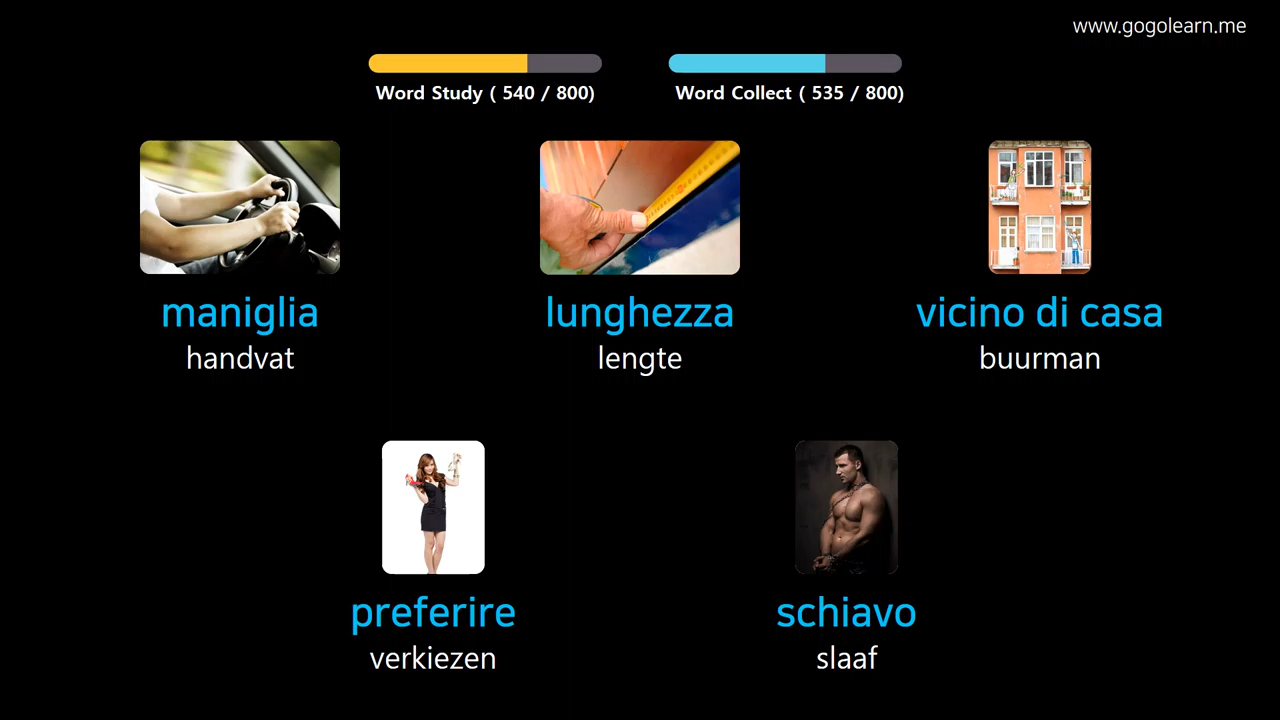 www.gogolearn.me
Word Study ( 540 / 800)
Word Collect ( 535 / 800)
maniglia
handvat
lunghezza
lengte
vicino di casa
buurman
preferire
verkiezen
schiavo
slaaf